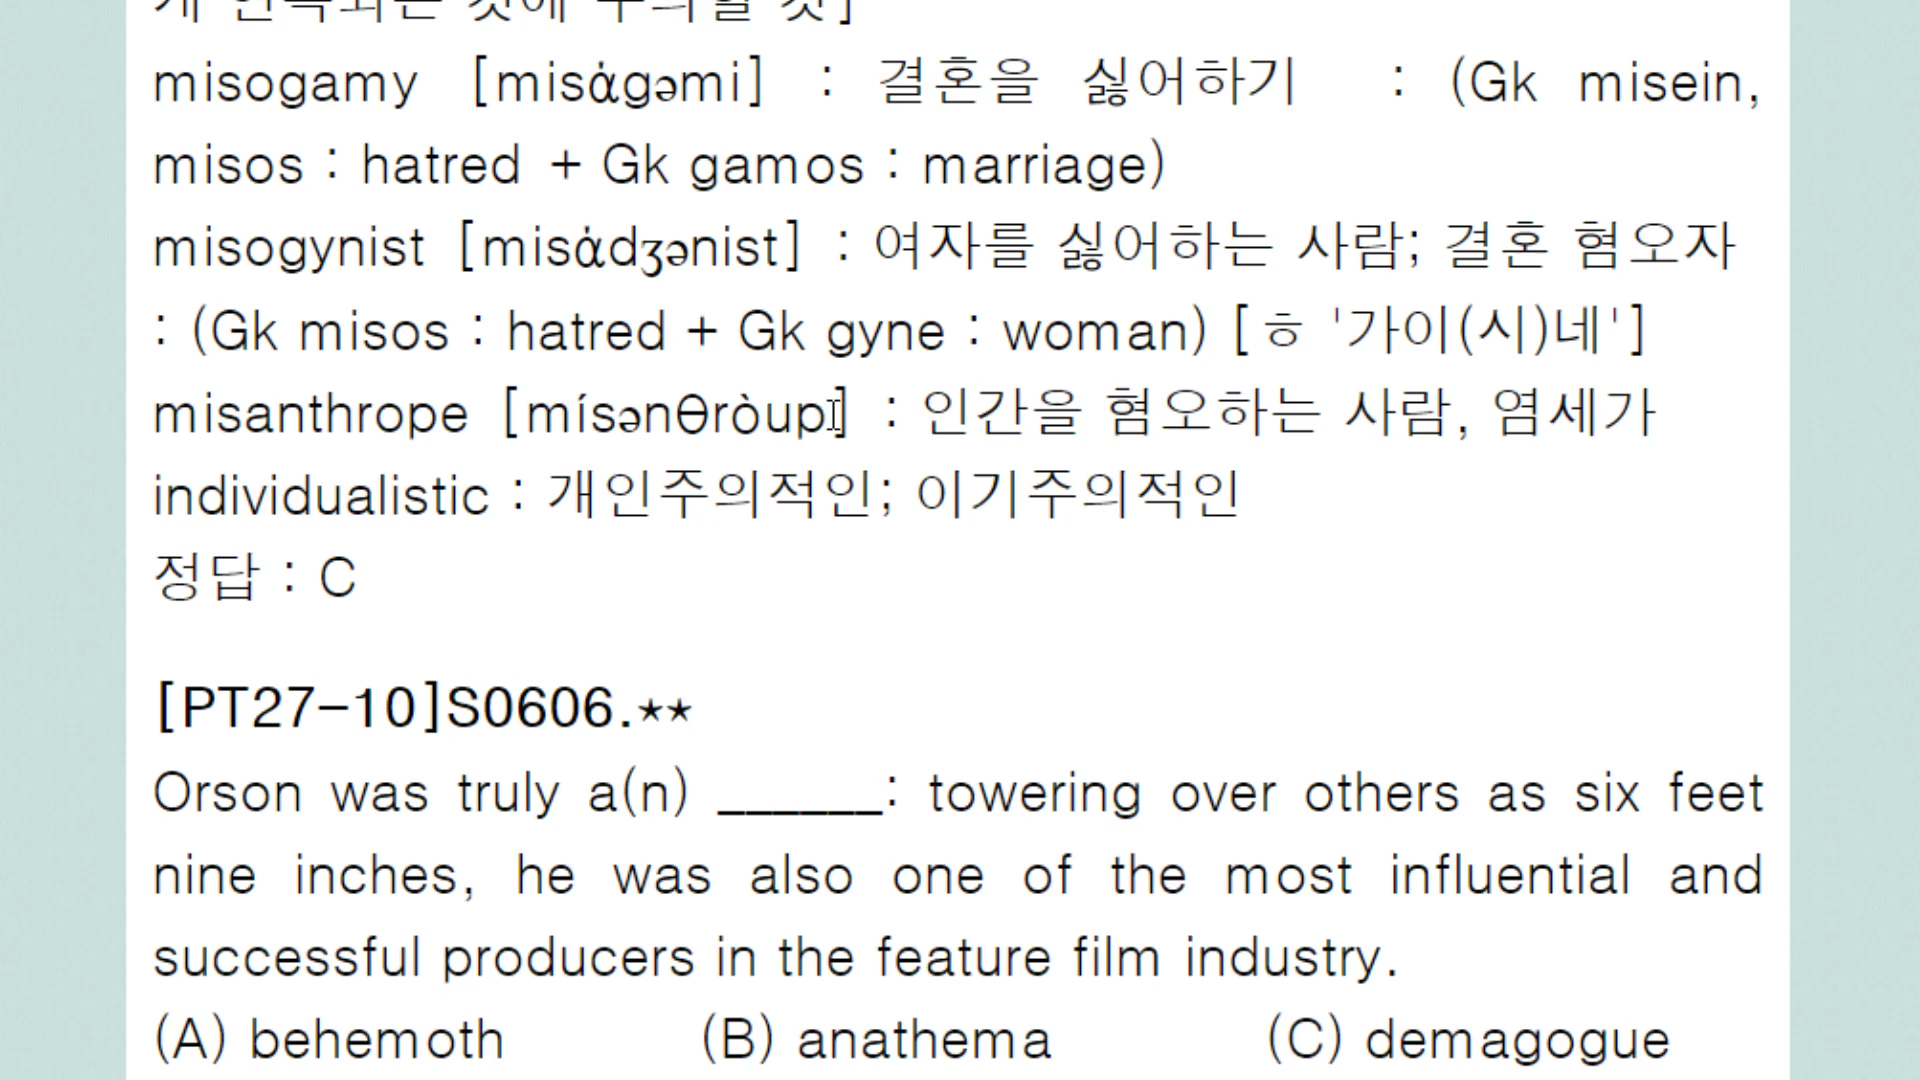 misogamy [misάgəmi] : 결혼을 싫어하기 : (Gk misein,
misos : hatred + Gk gamos : marriage)
misogynist [misάdʒənist] : 여자를 싫어하는 사람; 결혼 혐오자
: (Gk misos : hatred + Gk gyne : woman) [ㅎ '가이(시)네']
misanthrope [mísənθròup] : 인간을 혐오하는 사람, 염세가
individualistic : 개인주의적인; 이기주의적인
정답 : C
[PT27-10]S0606.★★
Orson was truly a(n) ______: towering over others as six feet
nine inches, he was also one of the most influential and
successful producers in the feature film industry.
(A) behemoth (B) anathema (C) demagogue